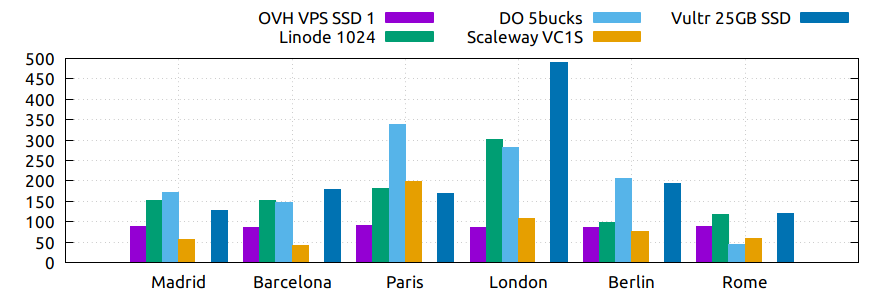 OVH VPS SSD 1
Linode 1024
DO 5bucks
Scaleway VC1S
Vultr 25GB SSD
500
450
400
350
300
250
200
150
100
50
0
Madrid Barcelona Paris London Berlin Rome